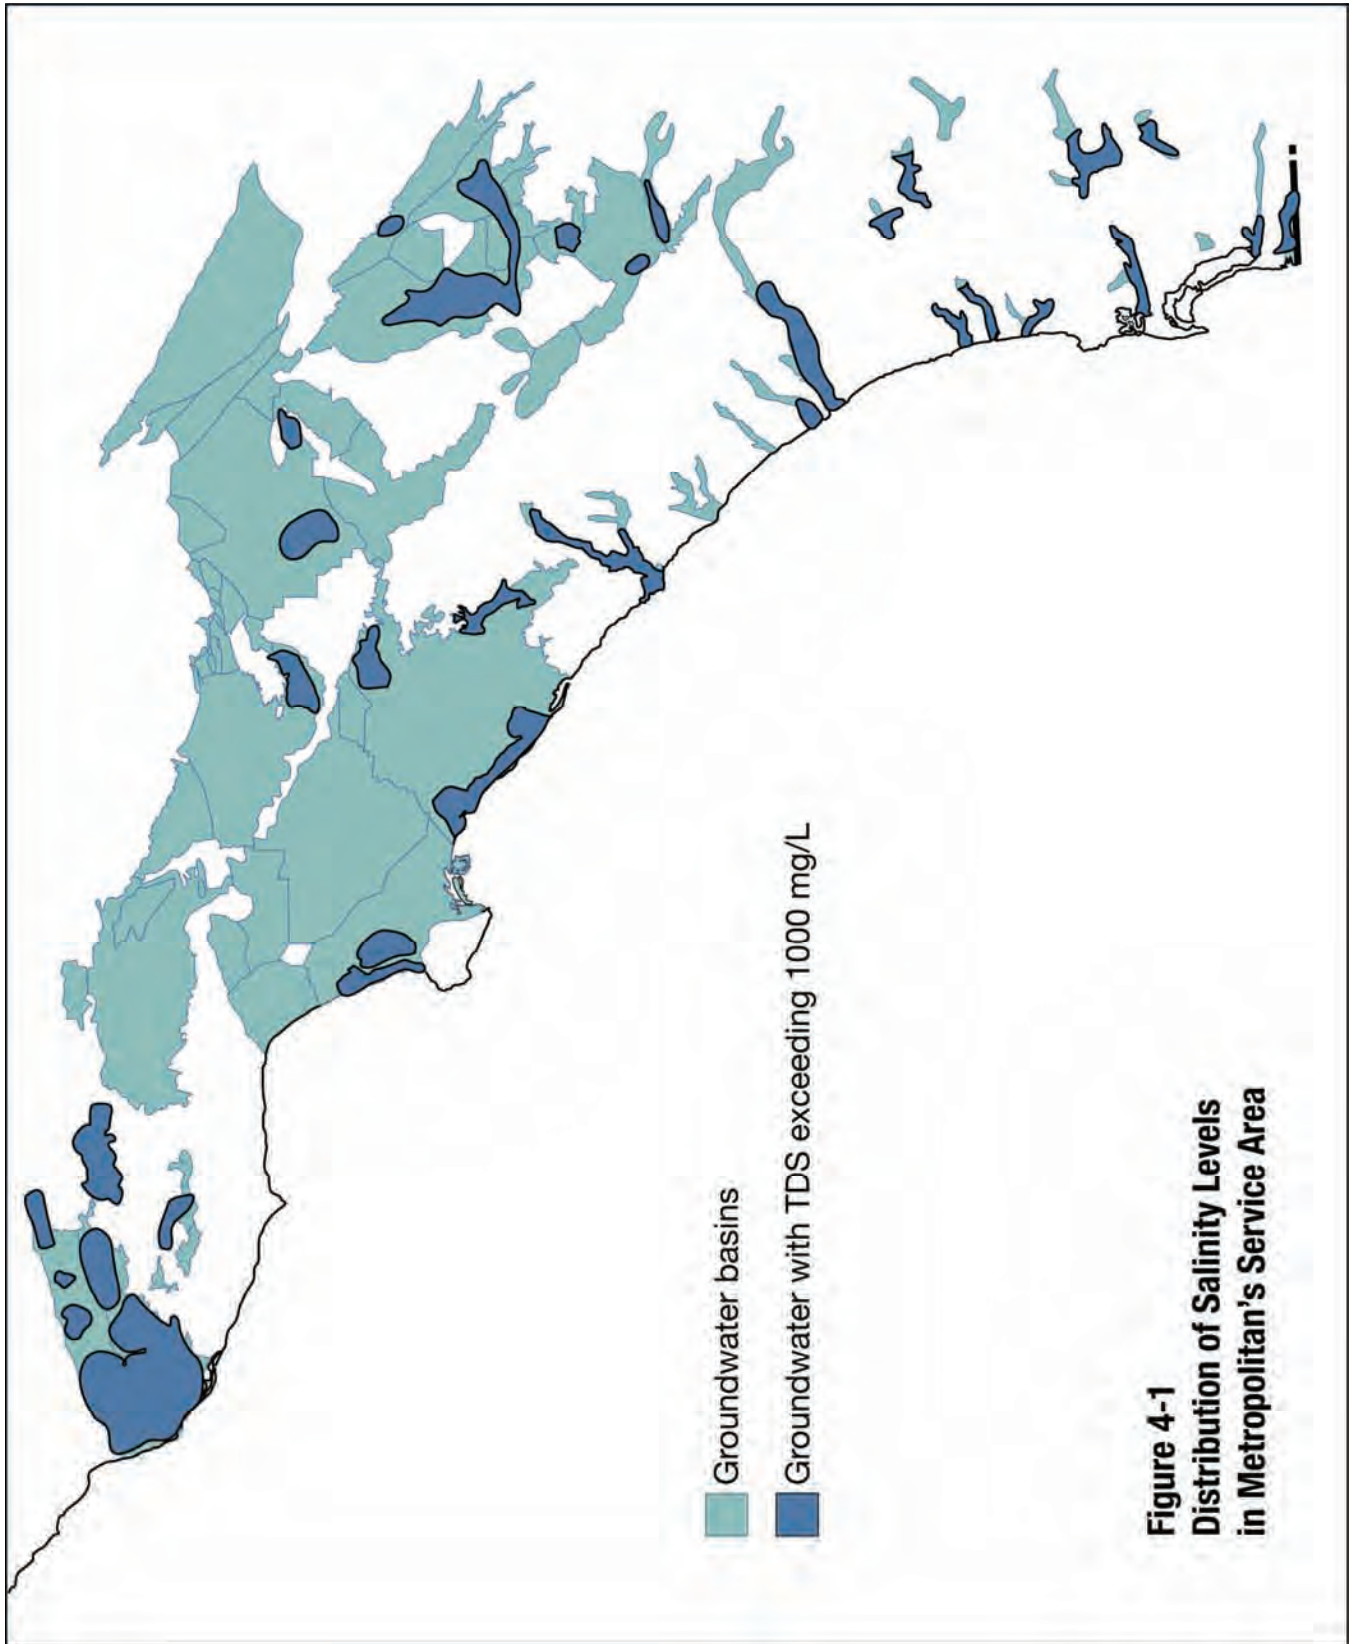 Groundwater basins
Groundwater with TDS exceeding 1000 mg/L
Figure 4-1
Distribution of Salinity Levels
in Metropolitan's Service Area